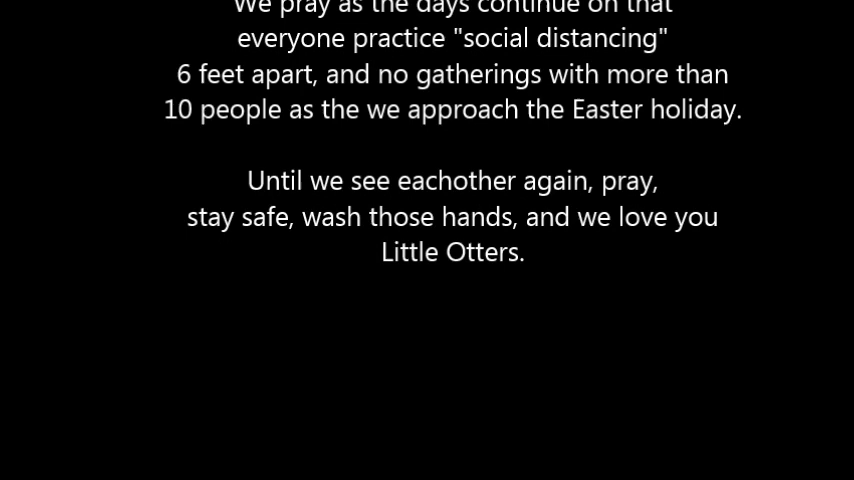 We pray as the days continue on that
everyone practice "social distancing"
6 feet apart, and no gatherings with more than
10 people as the we approach the Easter holiday.
Until we see eachother again, pray,
stay safe, wash those hands, and we love you
Little Otters.